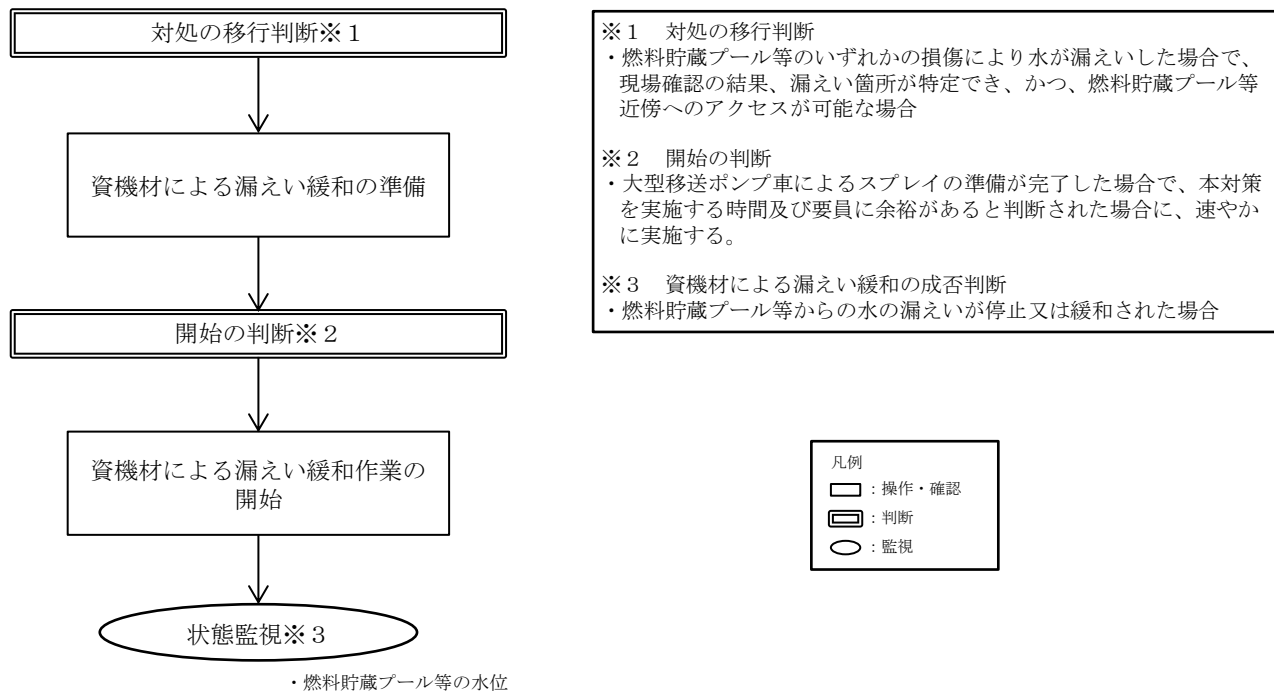 対処の移行判断※１
資機材による漏えい緩和の準備
開始の判断※２
資機材による漏えい緩和作業の
開始
状態監視※３
・燃料貯蔵プール等の水位
※１　対処の移行判断
・燃料貯蔵プール等のいずれかの損傷により水が漏えいした場合で、
現場確認の結果、漏えい箇所が特定でき、かつ、燃料貯蔵プール等
近傍へのアクセスが可能な場合
※２　開始の判断
・大型移送ポンプ車によるスプレイの準備が完了した場合で、本対策
を実施する時間及び要員に余裕があると判断された場合に、速やか
に実施する。
※３　資機材による漏えい緩和の成否判断
・燃料貯蔵プール等からの水の漏えいが停止又は緩和された場合
凡例
：操作・確認
：判断
：監視